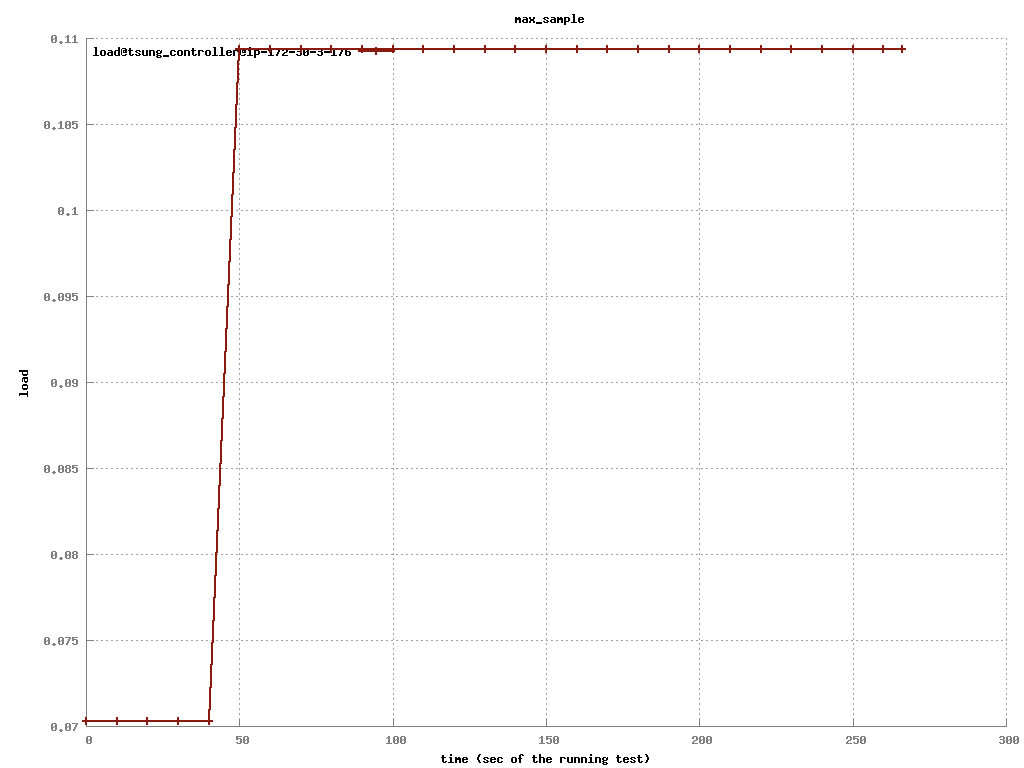 max_sample
0.11
load@tsung_controller@ip-172-30-3-176
0.105
0.1
0.095
0.09
load
0.085
0.08
0.075
0.07
0 50 100 150 200 250 300
time (sec of the running test)